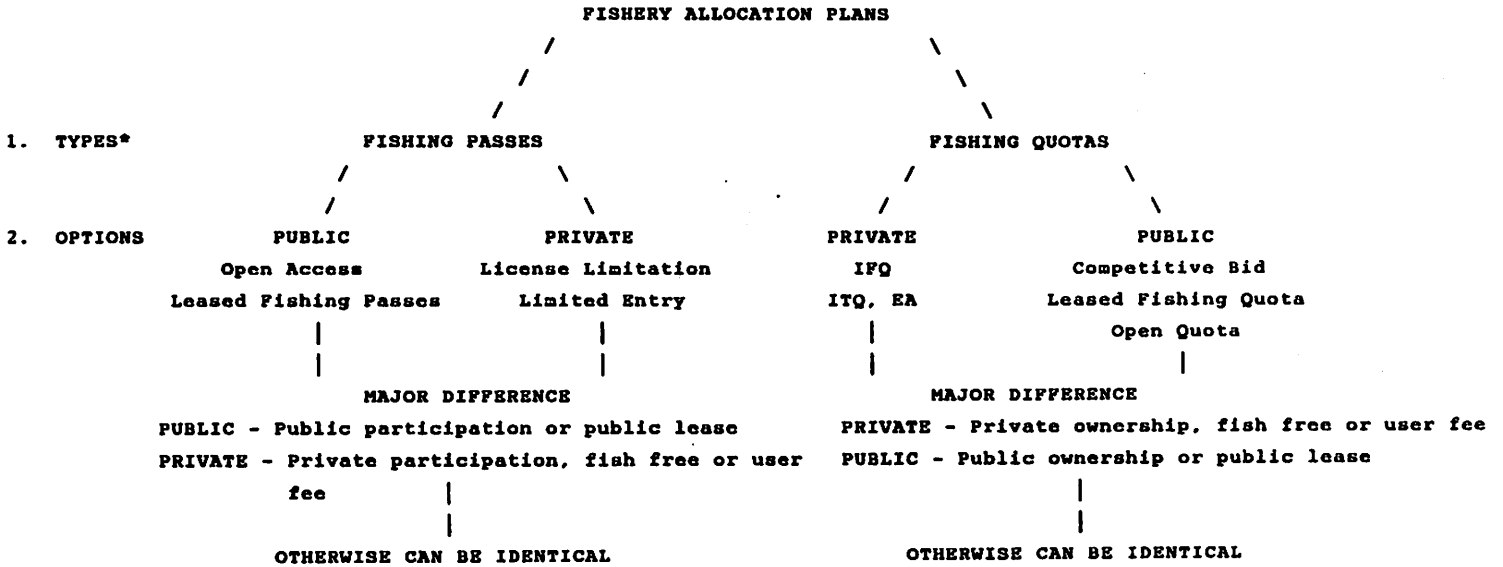 FISHERY ALLOCATION PLANS
1. TYPES* FISHING PASSES FISHING QUOTAS
2. OPTIONS PUBLIC PRIVATE PRIVATE PUBLIC
Open Access License Limitation IFQ Competitive Bid
Leased Fishing Passes Limited Entry ITQ, EA Leased Fishing Quota
Open Quota
MAJOR DIFFERENCE MAJOR DIFFERENCE
PUBLIC - Public participation or public lease PRIVATE - Private ownership, fish free or user fee
PRIVATE - Private participation, fish free or user PUBLIC - Public ownership or public lease
fee
OTHERWISE CAN BE IDENTICAL OTHERWISE CAN BE IDENTICAL